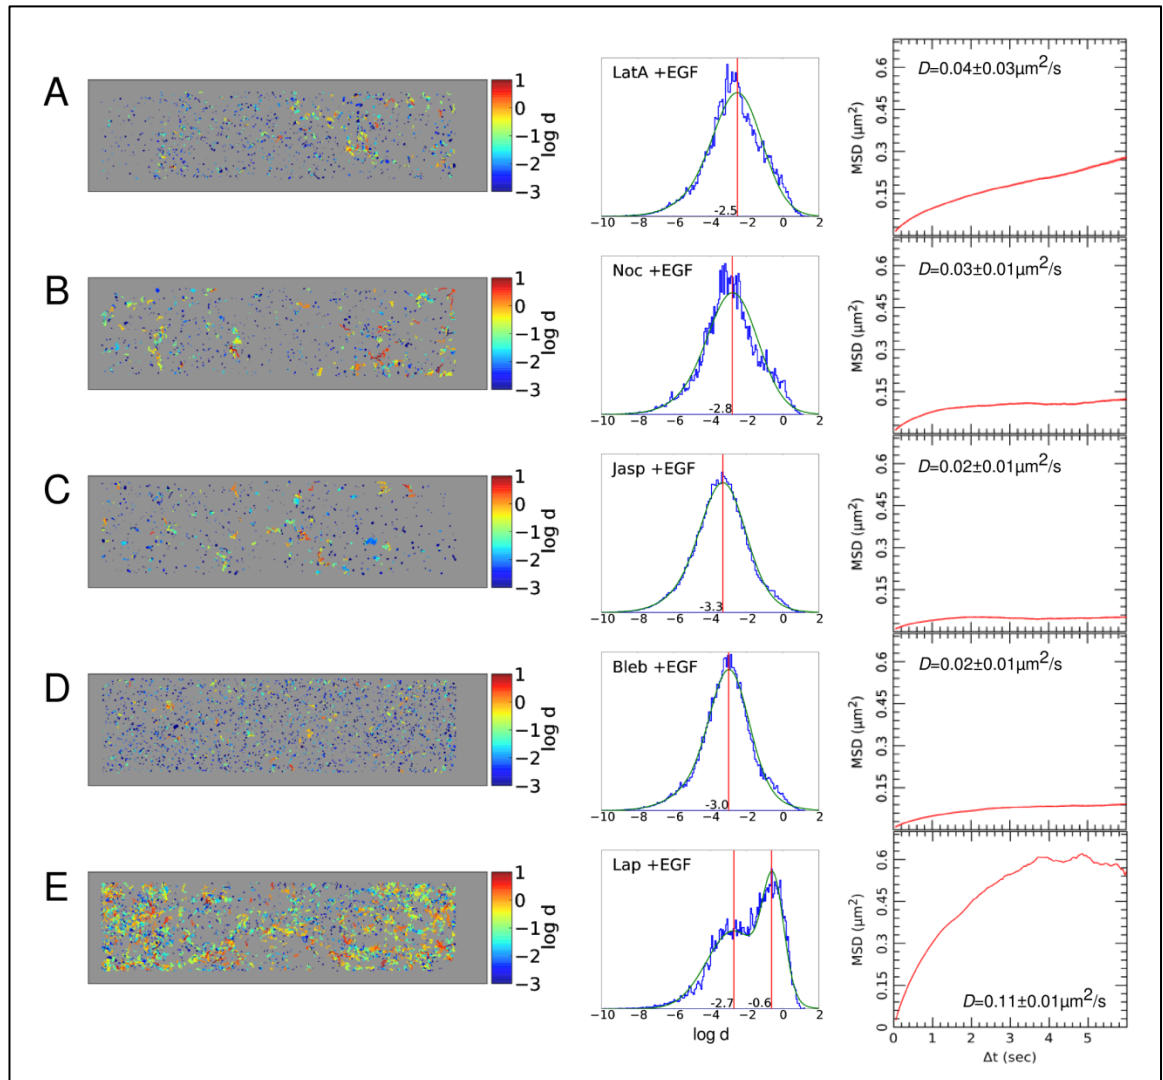 A
1
0
−1
−2
−3
log d
LatA +EGF
-2.5
−10 −8 −6 −4 −2 0 2
D=0.04±0.03µm²/s
MSD (µm²)
0.6
0.45
0.3
0.15
B
1
0
−1
−2
−3
log d
Noc +EGF
-2.8
−10 −8 −6 −4 −2 0 2
D=0.03±0.01µm²/s
MSD (µm²)
0.6
0.45
0.3
0.15
C
1
0
−1
−2
−3
log d
Jasp +EGF
-3.3
−10 −8 −6 −4 −2 0 2
D=0.02±0.01µm²/s
MSD (µm²)
0.6
0.45
0.3
0.15
D
1
0
−1
−2
−3
log d
Bleb +EGF
-3.0
−10 −8 −6 −4 −2 0 2
D=0.02±0.01µm²/s
MSD (µm²)
0.6
0.45
0.3
0.15
E
1
0
−1
−2
−3
log d
Lap +EGF
-2.7 -0.6
−10 −8 −6 −4 −2 0 2
log d
MSD (µm²)
0.6
0.45
0.3
0.15
0
D=0.11±0.01µm²/s
0 1 2 3 4 5
Δt (sec)